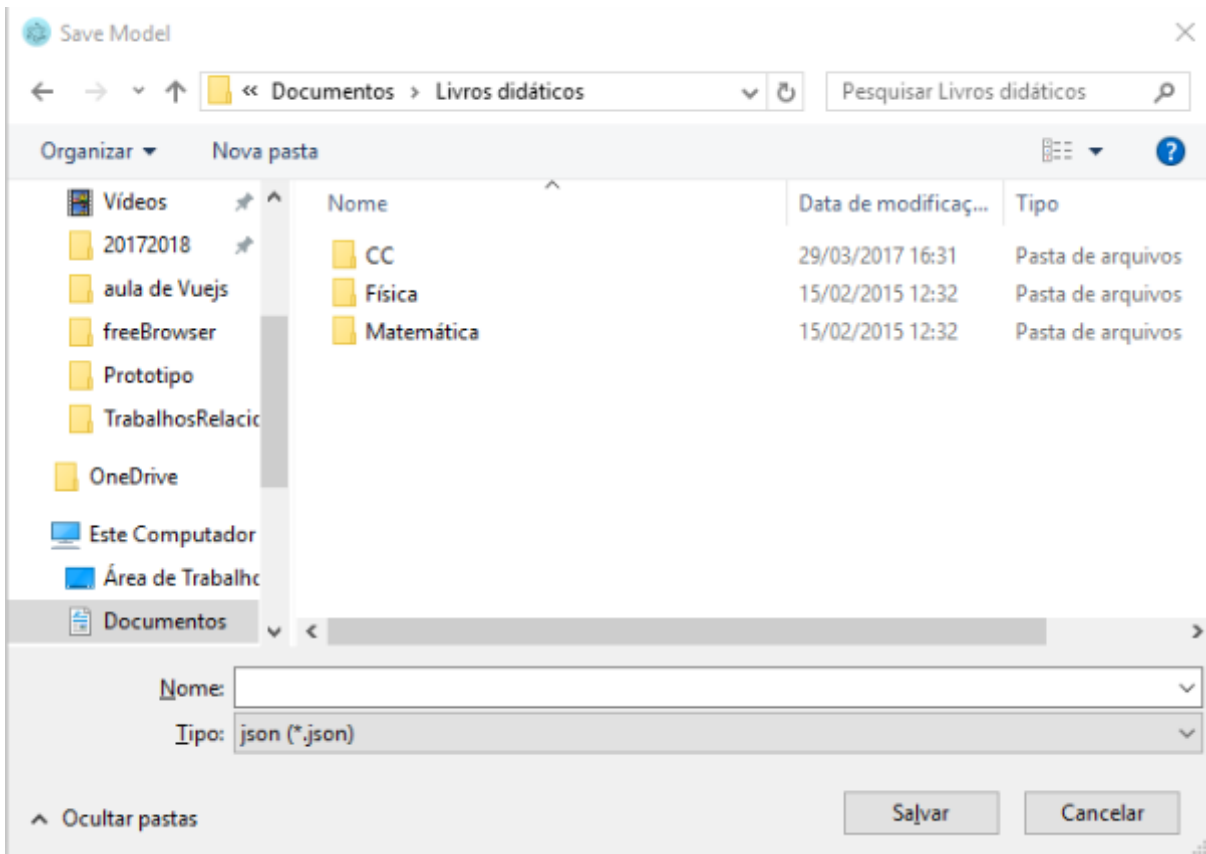 Save Model
« Documentos > Livros didáticos
Pesquisar Livros didáticos
Organizar
Nova pasta
Vídeos
20172018
aula de Vuejs
freeBrowser
Prototipo
TrabalhosRelacic
OneDrive
Este Computador
Área de Trabalhc
Documentos
Nome Data de modificaç... Tipo
CC 29/03/2017 16:31 Pasta de arquivos
Física 15/02/2015 12:32 Pasta de arquivos
Matemática 15/02/2015 12:32 Pasta de arquivos
Nome:
Tipo: json (*.json)
Ocultar pastas
Salvar
Cancelar